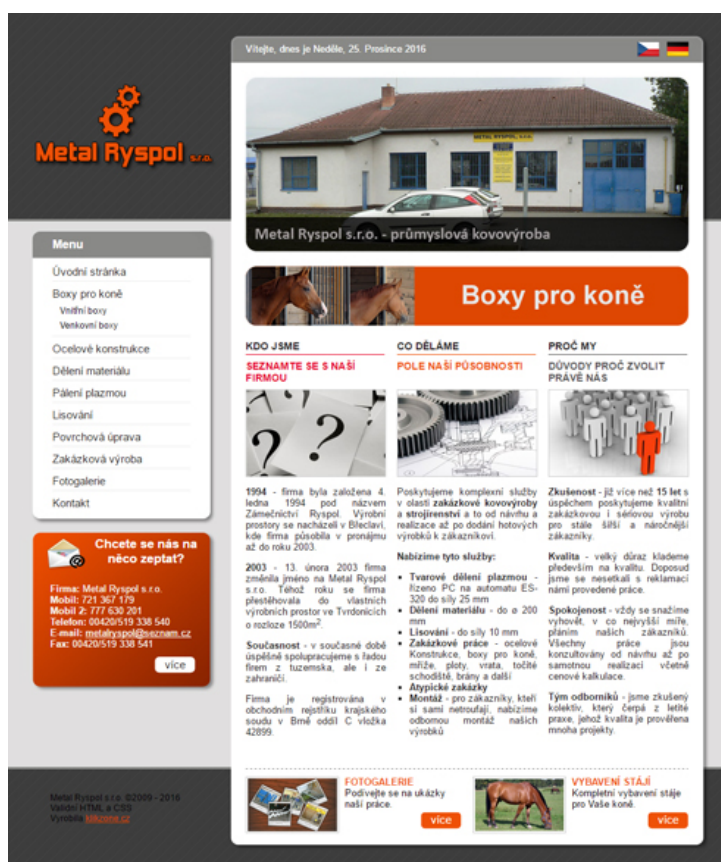 Vítejte, dnes je Neděle, 25. Prosince 2016
Metal Ryspol s.r.o.
METAL RYSPOL, s.r.o.
Metal Ryspol s.r.o. - průmyslová kovovýroba
Menu
Úvodní stránka
Boxy pro koně
Vnitřní boxy
Venkovní boxy
Ocelové konstrukce
Dělení materiálu
Pálení plazmou
Lisování
Povrchová úprava
Zakázková výroba
Fotogalerie
Kontakt
Chcete se nás na
něco zeptat?
Firma: Metal Ryspol s.r.o.
Mobil: 721 367 179
Mobil 2: 777 630 201
Telefon: 00420/519 338 540
E-mail: metalryspol@seznam.cz
Fax: 00420/519 338 541
více
Boxy pro koně
KDO JSME
SEZNAMTE SE S NAŠÍ
FIRMOU
1994 - firma byla založena 4.
ledna 1994 pod názvem
Zámečnictví Ryspol. Výrobní
prostory se nacházeli v Břeclavi,
kde firma působila v pronájmu
až do roku 2003.
2003 - 13. února 2003 firma
změnila jméno na Metal Ryspol
s.r.o. Téhož roku se firma
přestěhovala do vlastních
výrobních prostor ve Tvrdonicích
o rozloze 1500m².
Současnost - v současné době
úspěšně spolupracujeme s řadou
firem z tuzemska, ale i ze
zahraničí.
Firma je registrována v
obchodním rejstříku krajského
soudu v Brně oddíl C vložka
42899.
CO DĚLÁME
POLE NAŠÍ PŮSOBNOSTI
Poskytujeme komplexní služby
v olasti zakázkové kovovýroby
a strojírenství a to od návrhu a
realizace až po dodání hotových
výrobků k zákazníkovi.
Nabízíme tyto služby:
• Tvarové dělení plazmou -
řízeno PC na automatu ES-
320 do síly 25 mm
• Dělení materiálu - do ø 200
mm
• Lisování - do síly 10 mm
• Zakázkové práce - ocelové
Konstrukce, boxy pro koně,
mříže, ploty, vrata, točité
schodiště, brány a další
• Atypické zakázky
• Montáž - pro zákazníky, kteří
si sami netroufají, nabízíme
odbornou montáž našich
výrobků
PROČ MY
DŮVODY PROČ ZVOLIT
PRÁVĚ NÁS
Zkušenost - již více než 15 let s
úspěchem poskytujeme kvalitní
zakázkovou i sériovou výrobu
pro stále širší a náročnější
zákazníky.
Kvalita - velký důraz klademe
především na kvalitu. Doposud
jsme se nesetkali s reklamací
námi provedené práce.
Spokojenost - vždy se snažíme
vyhovět, v co nejvyšší míře,
přáním našich zákazníků.
Všechny práce jsou
konzultovány od návrhu až po
samotnou realizaci včetně
cenové kalkulace.
Tým odborníků - jsme zkušený
kolektiv, který čerpá z letité
praxe, jehož kvalita je prověřena
mnoha projekty.
FOTOGALERIE
Podívejte se na ukázky
naší práce.
více
VYBAVENÍ STÁJÍ
Kompletní vybavení stáje
pro Vaše koně.
více
Metal Ryspol s.r.o. ©2009 - 2016
Validní HTML a CSS
Vyrobila klikzone.cz